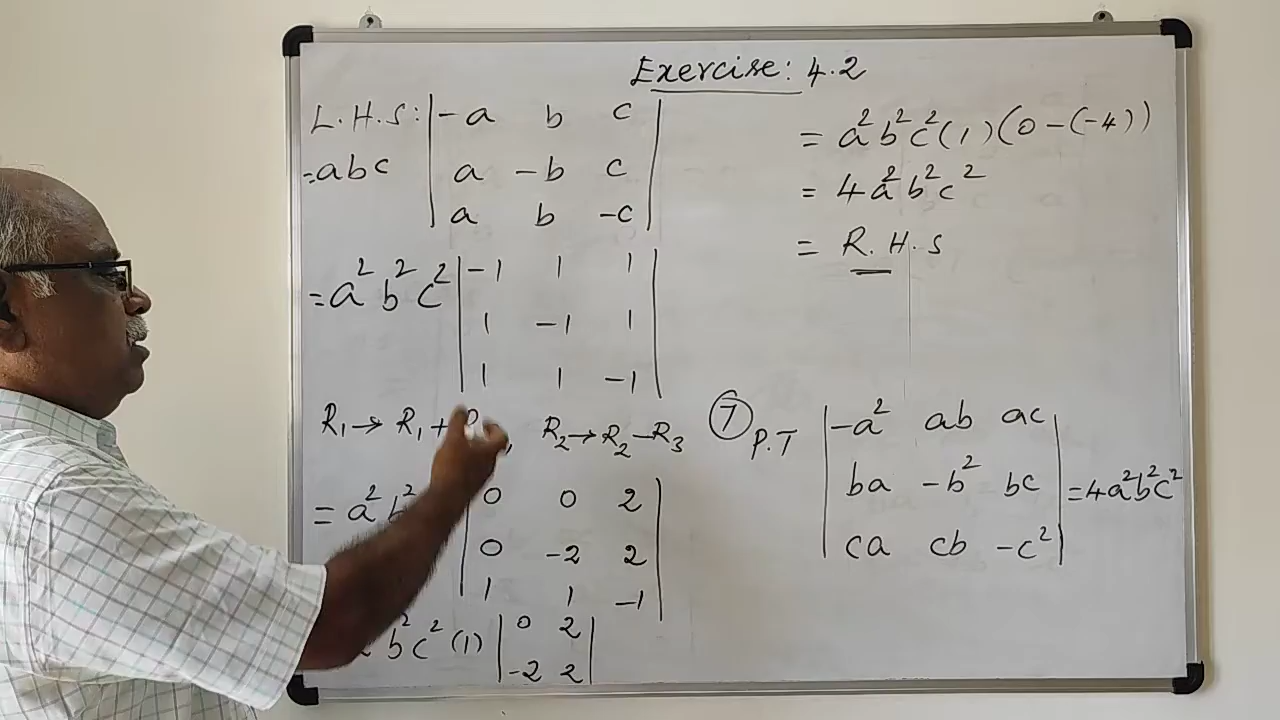 Exercise: 4.2
L.H.S: | -a b c |
=abc | a -b c |
| a b -c |
= a²b²c² | -1 1 1 |
| 1 -1 1 |
| 1 1 -1 |
R₁→ R₁+ , R₂→R₂-R₃
= a²b² | 0 0 2 |
| 0 -2 2 |
| 1 1 -1 |
b²c²(1) | 0 2 |
| -2 2 |
= a²b²c²(1)(0-(-4))
= 4a²b²c²
= R.H.S
⑦ P.T | -a² ab ac |
| ba -b² bc | =4a²b²c²
| ca cb -c² |